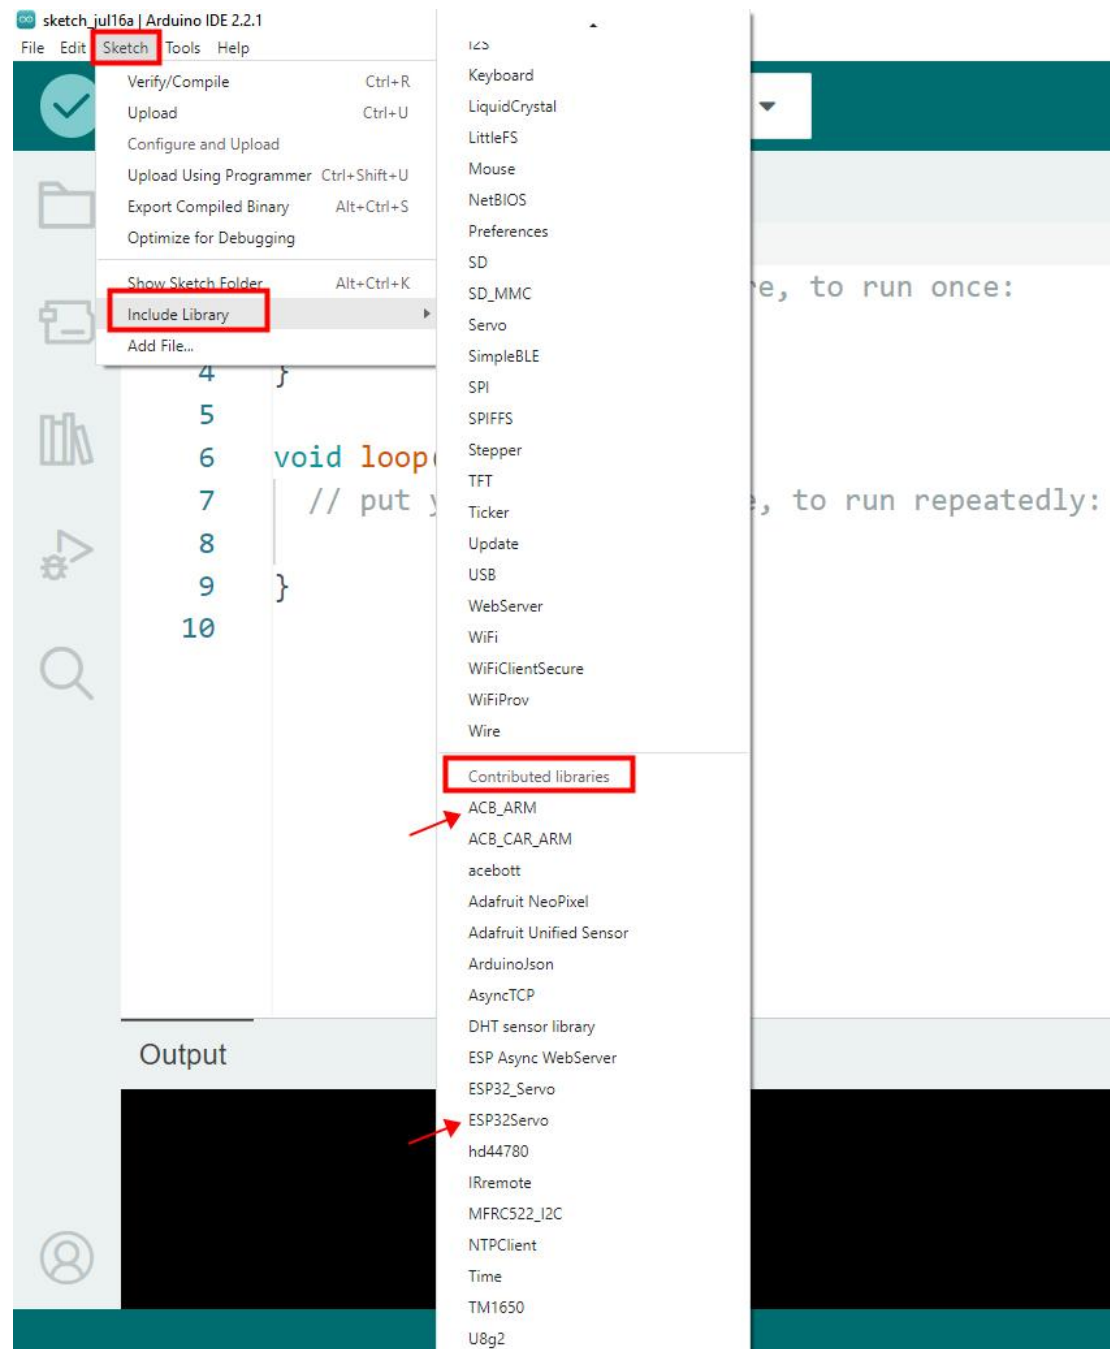 sketch_jul16a | Arduino IDE 2.2.1
File Edit Sketch Tools Help
Verify/Compile Ctrl+R
Upload Ctrl+U
Configure and Upload
Upload Using Programmer Ctrl+Shift+U
Export Compiled Binary Alt+Ctrl+S
Optimize for Debugging
Show Sketch Folder Alt+Ctrl+K
Include Library
Add File...
I2S
Keyboard
LiquidCrystal
LittleFS
Mouse
NetBIOS
Preferences
SD
SD_MMC
Servo
SimpleBLE
SPI
SPIFFS
Stepper
TFT
Ticker
Update
USB
WebServer
WiFi
WiFiClientSecure
WiFiProv
Wire
Contributed libraries
ACB_ARM
ACB_CAR_ARM
acebott
Adafruit NeoPixel
Adafruit Unified Sensor
ArduinoJson
AsyncTCP
DHT sensor library
ESP Async WebServer
ESP32_Servo
ESP32Servo
hd44780
IRremote
MFRC522_I2C
NTPClient
Time
TM1650
U8g2
e, to run once:
4 }
5
6 void loop(
7 // put e, to run repeatedly:
8
9 }
10
Output